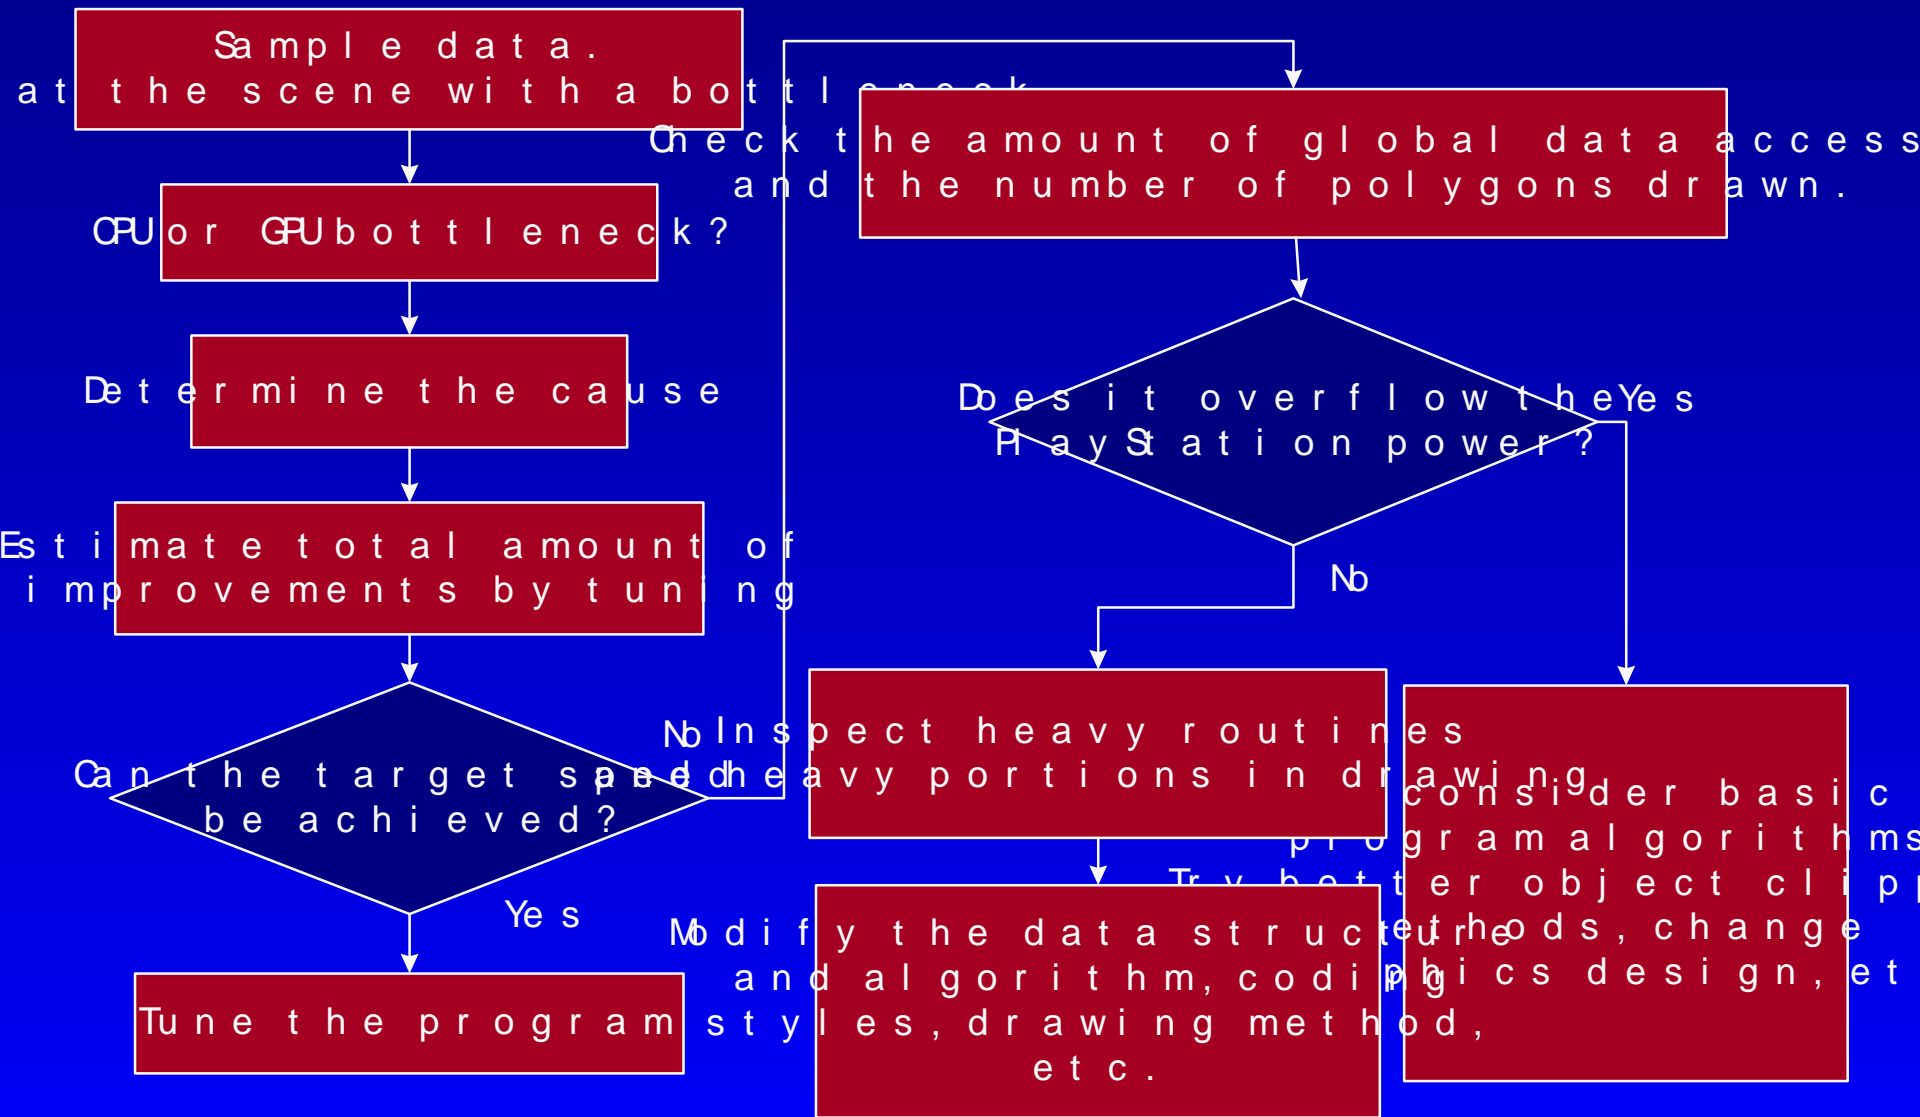 Sample data.
at the scene with a bottleneck
CPU or GPU bottleneck?
Determine the cause
Estimate total amount of
improvements by tuning
Can the target speed
be achieved?
No
Yes
Tune the program
Check the amount of global data access
and the number of polygons drawn.
Does it overflow the
PlayStation power?
Yes
No
Inspect heavy routines
and heavy portions in drawing
Modify the data structure
and algorithm, coding
styles, drawing method,
etc.
consider basic
program algorithms
Try better object
ethods, change
phics design, et